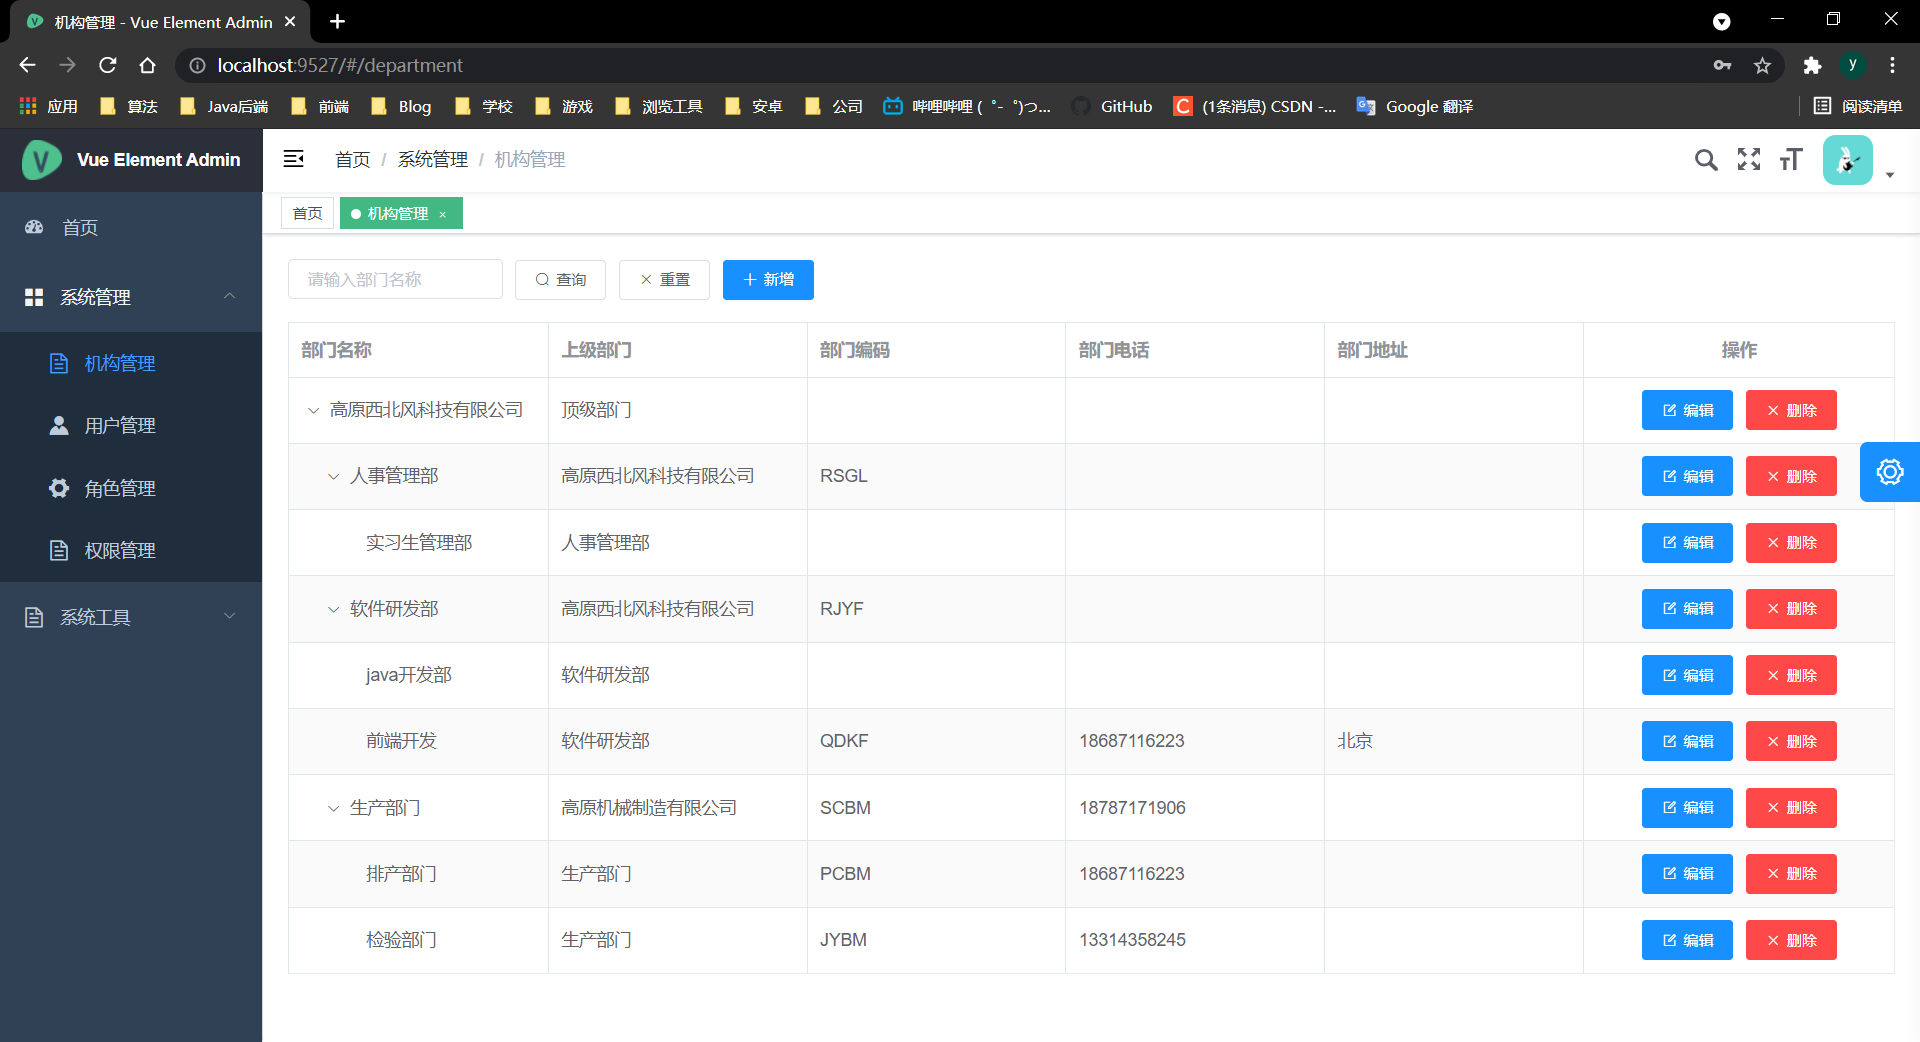 机构管理 - Vue Element Admin
localhost:9527/#/department
y
应用 算法 Java后端 前端 Blog 学校 游戏 浏览工具 安卓 公司 哔哩哔哩 ( ゜- ゜)つ... GitHub (1条消息) CSDN -... Google 翻译 阅读清单
Vue Element Admin
首页 / 系统管理 / 机构管理
首页 机构管理 ×
首页
系统管理
机构管理
用户管理
角色管理
权限管理
系统工具
请输入部门名称 查询 重置 新增
部门名称 上级部门 部门编码 部门电话 部门地址 操作
高原西北风科技有限公司 顶级部门 编辑 删除
人事管理部 高原西北风科技有限公司 RSGL 编辑 删除
实习生管理部 人事管理部 编辑 删除
软件研发部 高原西北风科技有限公司 RJYF 编辑 删除
java开发部 软件研发部 编辑 删除
前端开发 软件研发部 QDKF 18687116223 北京 编辑 删除
生产部门 高原机械制造有限公司 SCBM 18787171906 编辑 删除
排产部门 生产部门 PCBM 18687116223 编辑 删除
检验部门 生产部门 JYBM 13314358245 编辑 删除